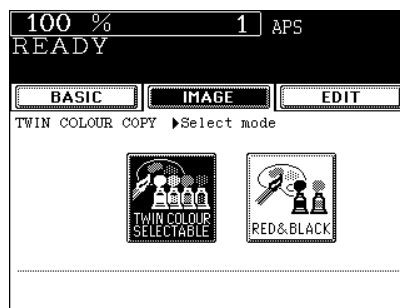 100 % 1 APS
READY
BASIC IMAGE EDIT
TWIN COLOUR COPY ▶Select mode
TWIN COLOUR SELECTABLE
RED&BLACK